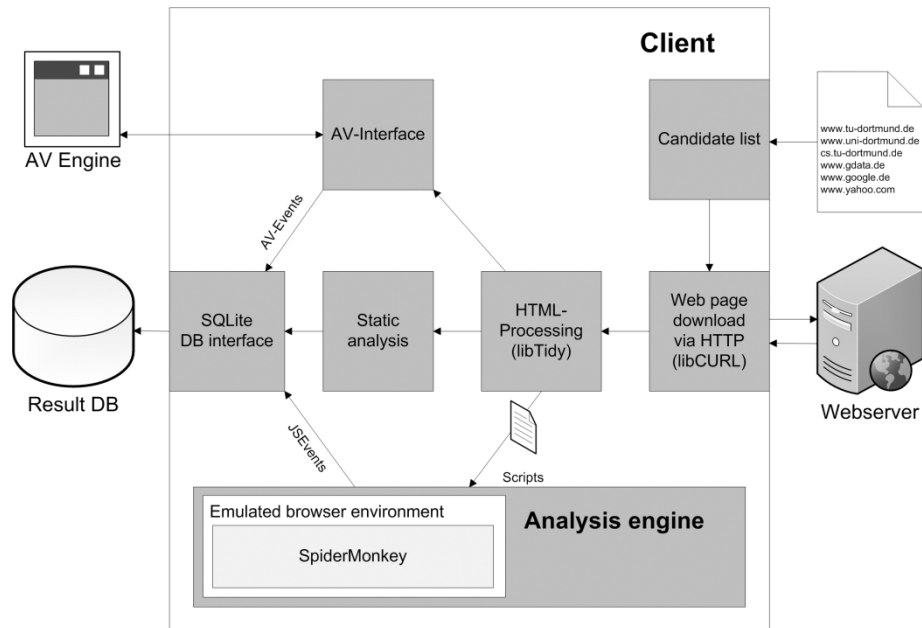 Client
AV Engine
AV-Interface
Candidate list
www.tu-dortmund.de
www.uni-dortmund.de
cs.tu-dortmund.de
www.gdata.de
www.google.de
www.yahoo.com
AV-Events
Result DB
SQLite
DB interface
Static
analysis
HTML-
Processing
(libTidy)
Web page
download
via HTTP
(libCURL)
Webserver
JSEvents
Scripts
Emulated browser environment
SpiderMonkey
Analysis engine